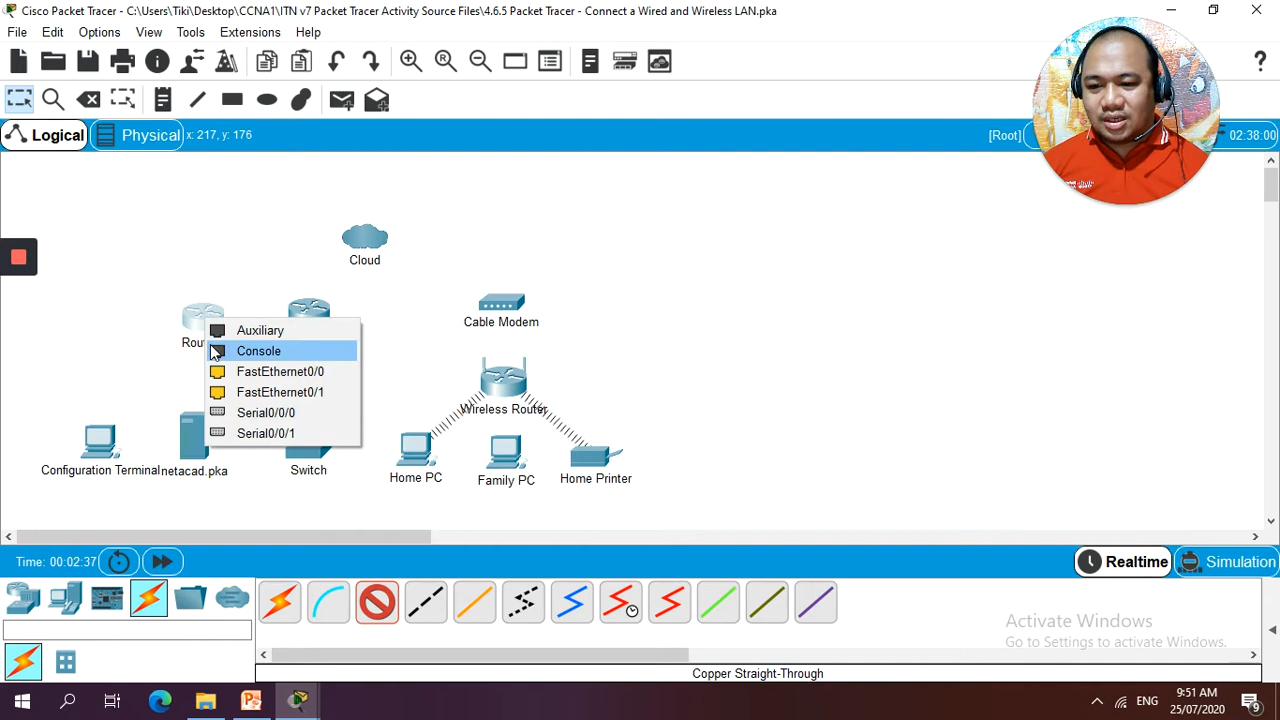 Cisco Packet Tracer - C:\Users\Tiki\Desktop\CCNA1\ITN v7 Packet Tracer Activity Source Files\4.6.5 Packet Tracer - Connect a Wired and Wireless LAN.pka
File Edit Options View Tools Extensions Help
Logical Physical x: 217, y: 176 [Root] 02:38:00
Cloud
Cable Modem
Rou
Auxiliary
Console
FastEthernet0/0
FastEthernet0/1
Serial0/0/0
Serial0/0/1
Wireless Router
Configuration Terminal netacad.pka Switch Home PC Family PC Home Printer
Time: 00:02:37 Realtime Simulation
Activate Windows
Go to Settings to activate Windows.
Copper Straight-Through
ENG 9:51 AM
25/07/2020 9